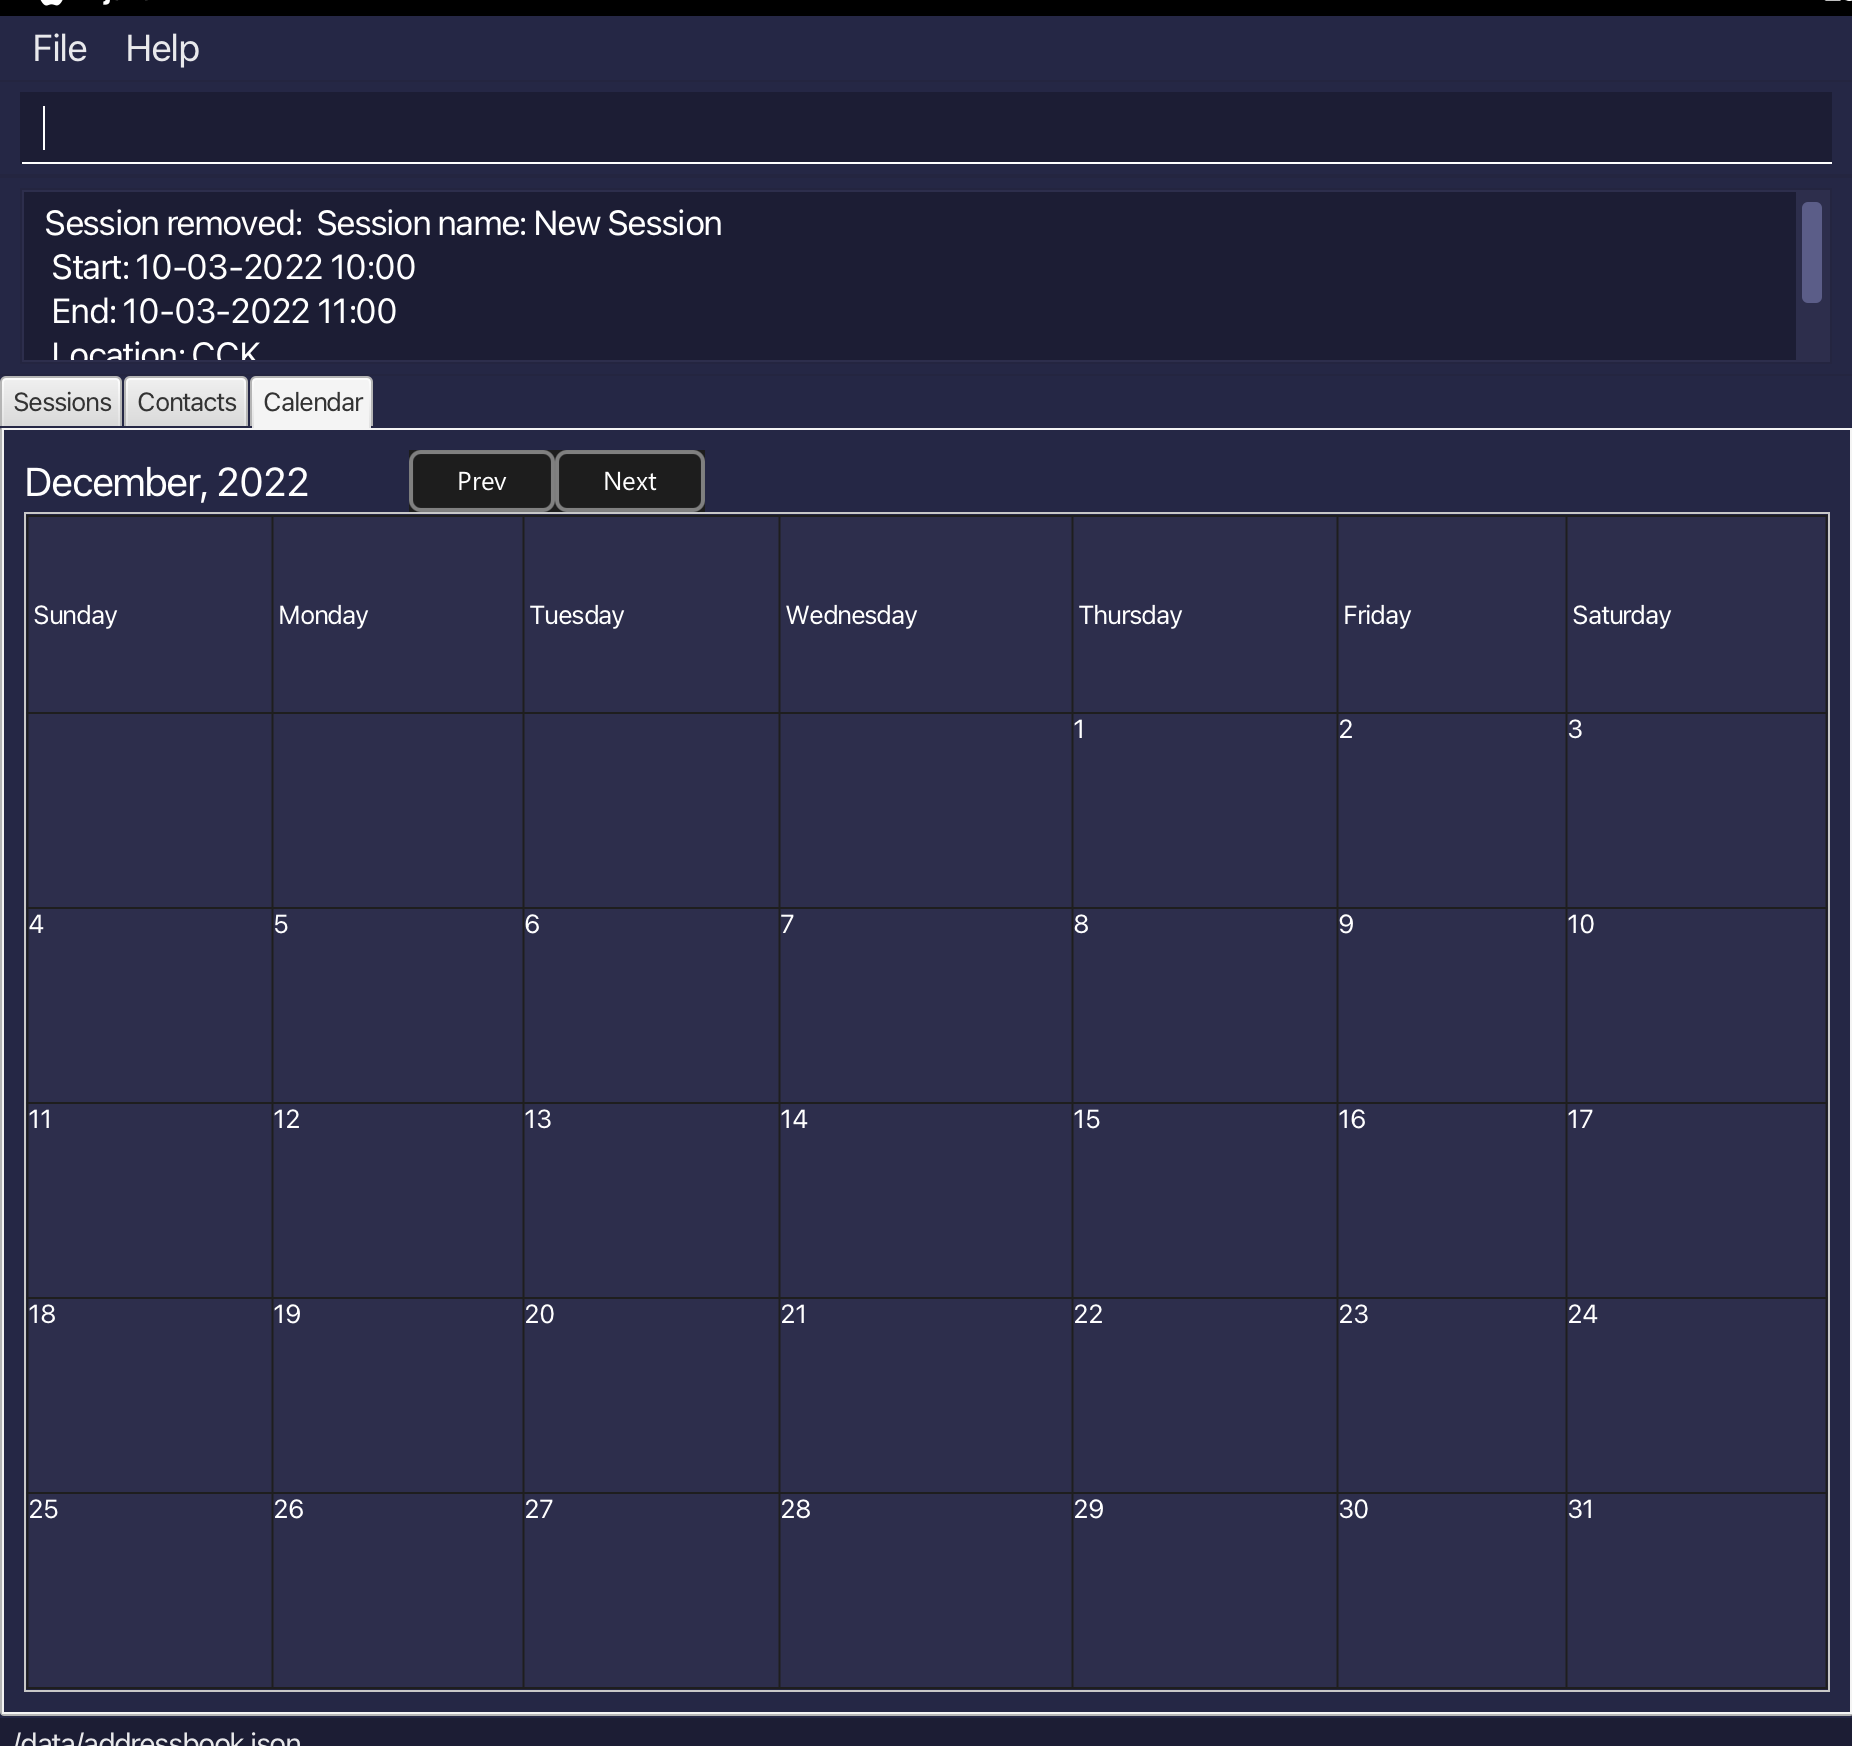 File Help
Session removed:  Session name: New Session
Start: 10-03-2022 10:00
End: 10-03-2022 11:00
Location: CCK
Sessions Contacts Calendar
December, 2022 Prev Next
Sunday Monday Tuesday Wednesday Thursday Friday Saturday
1 2 3
4 5 6 7 8 9 10
11 12 13 14 15 16 17
18 19 20 21 22 23 24
25 26 27 28 29 30 31
/data/addressbook.json